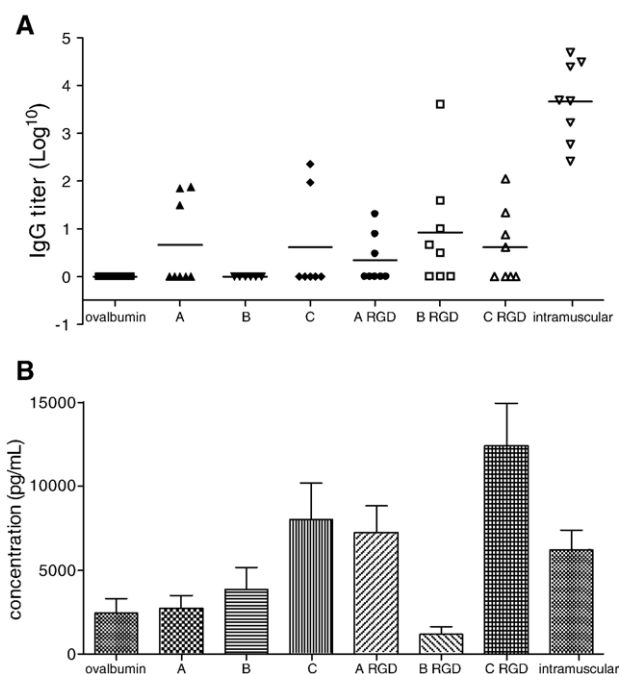 A
IgG titer (Log¹⁰)
5
4
3
2
1
0
-1
ovalbumin A B C A RGD B RGD C RGD intramuscular
B
concentration (pg/mL)
15000
10000
5000
0
ovalbumin A B C A RGD B RGD C RGD intramuscular